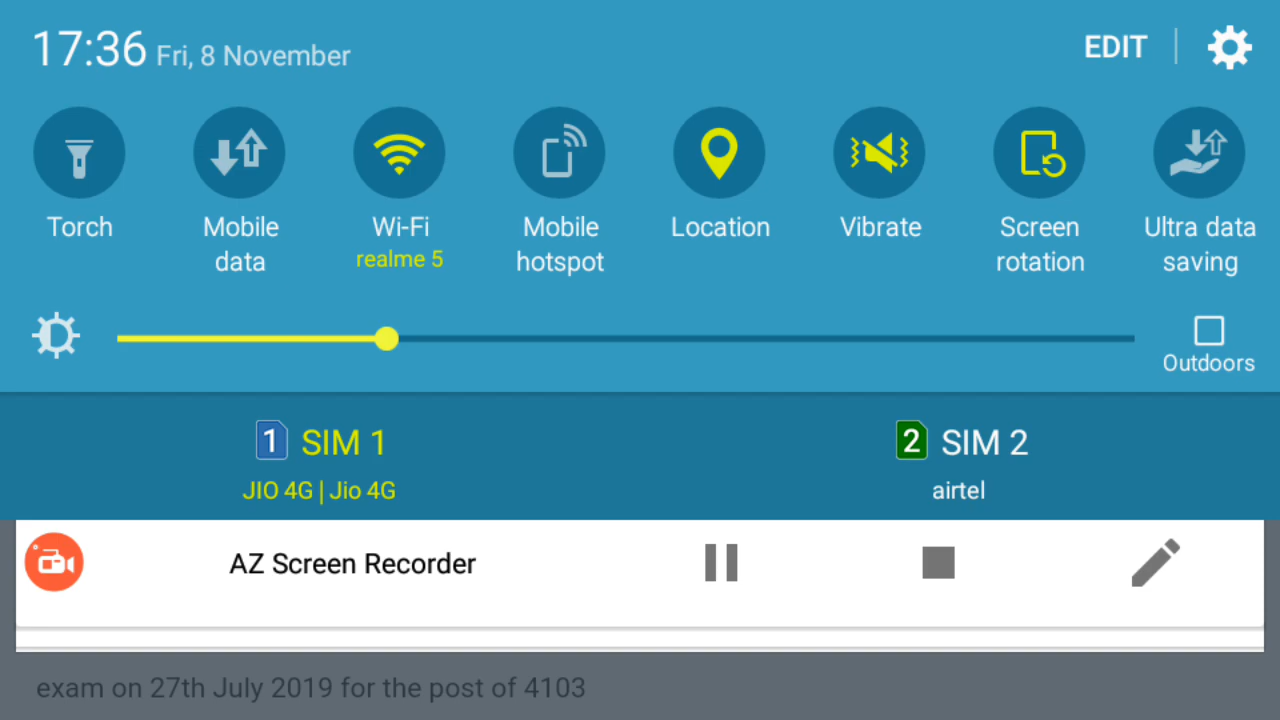 17:36 Fri, 8 November
EDIT
Torch
Mobile data
Wi-Fi
realme 5
Mobile hotspot
Location
Vibrate
Screen rotation
Ultra data saving
Outdoors
1 SIM 1
JIO 4G | Jio 4G
2 SIM 2
airtel
AZ Screen Recorder
exam on 27th July 2019 for the post of 4103